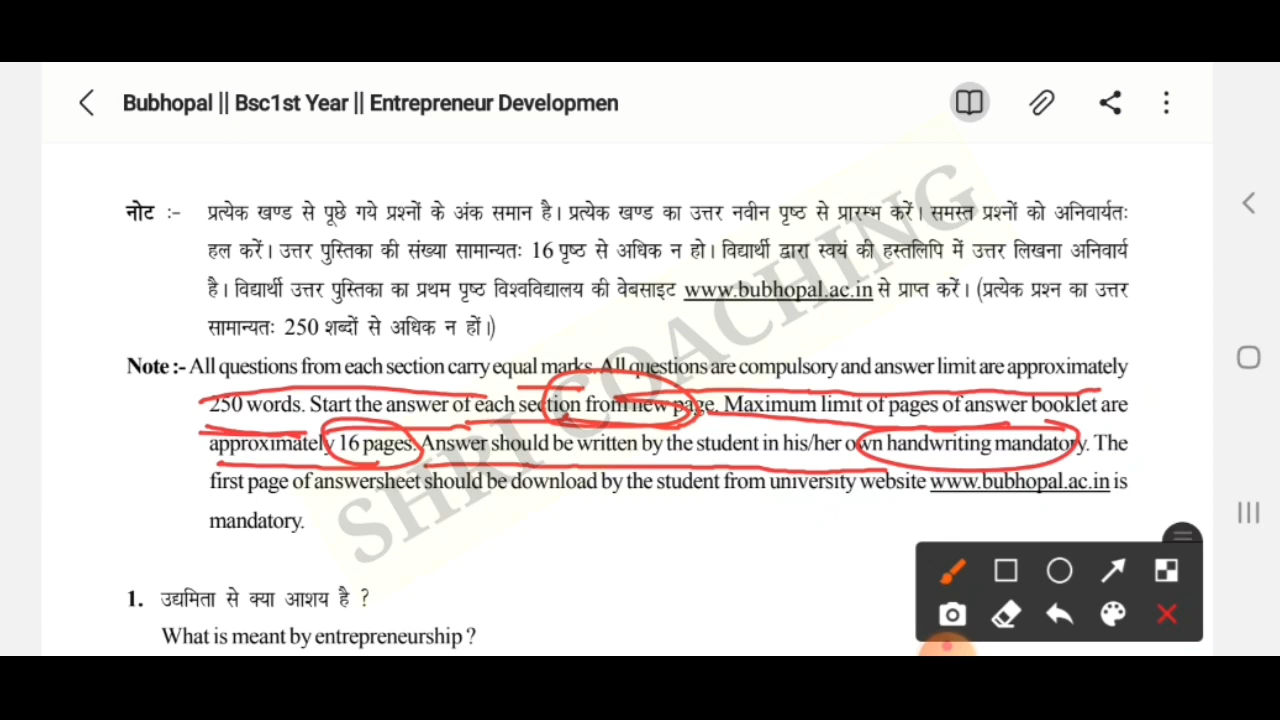 Bubhopal || Bsc1st Year || Entrepreneur Developmen
नोट :- प्रत्येक खण्ड से पूछे गये प्रश्नों के अंक समान है। प्रत्येक खण्ड का उत्तर नवीन पृष्ठ से प्रारम्भ करें। समस्त प्रश्नों को अनिवार्यतः
हल करें। उत्तर पुस्तिका की संख्या सामान्यतः 16 पृष्ठ से अधिक न हो। विद्यार्थी द्वारा स्वयं की हस्तलिपि में उत्तर लिखना अनिवार्य
है। विद्यार्थी उत्तर पुस्तिका का प्रथम पृष्ठ विश्वविद्यालय की वेबसाइट www.bubhopal.ac.in से प्राप्त करें। (प्रत्येक प्रश्न का उत्तर
सामान्यतः 250 शब्दों से अधिक न हों।)
Note :- All questions from each section carry equal marks. All questions are compulsory and answer limit are approximately
250 words. Start the answer of each section from new page. Maximum limit of pages of answer booklet are
approximately 16 pages. Answer should be written by the student in his/her own handwriting mandatory. The
first page of answersheet should be download by the student from university website www.bubhopal.ac.in is
mandatory.
SHRI COACHING
1. उद्यमिता से क्या आशय है ?
What is meant by entrepreneurship ?